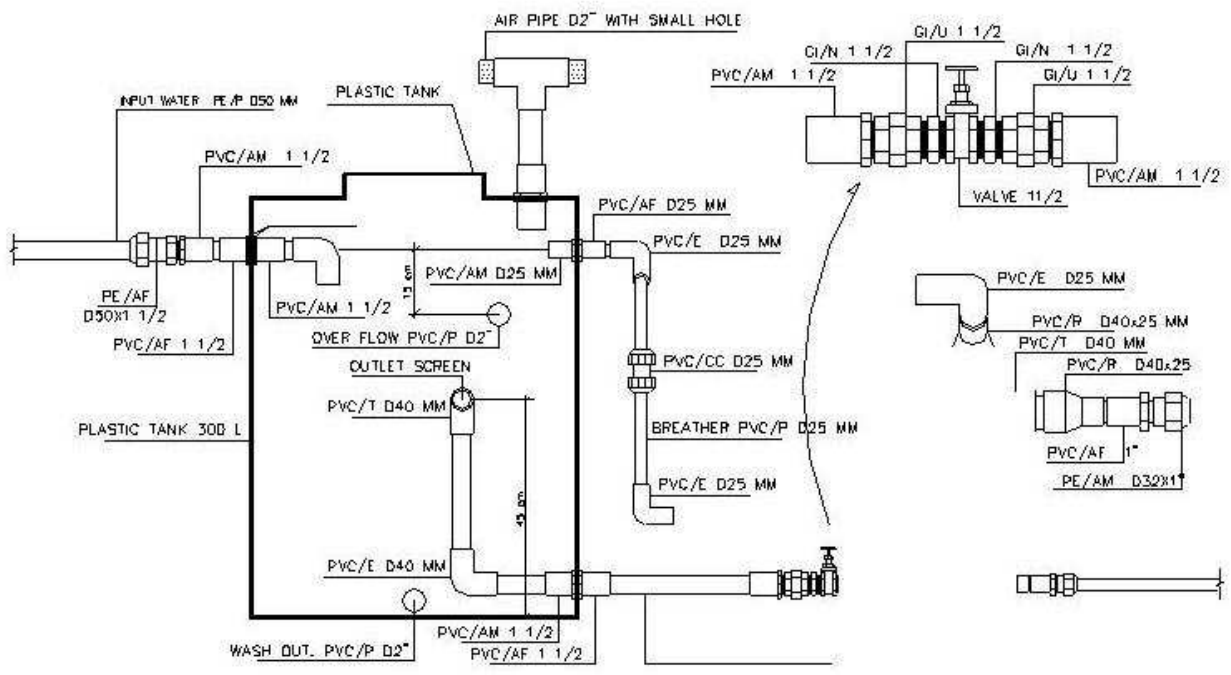 AIR PIPE D2" WITH SMALL HOLE
GI/U 1 1/2
GI/N 1 1/2
GI/N 1 1/2
PVC/AM 1 1/2
GI/U 1 1/2
PLASTIC TANK
INPUT WATER PE/P D50 MM
PVC/AM 1 1/2
PVC/AM 1 1/2
VALVE 11/2
PVC/AF D25 MM
PVC/E D25 MM
PVC/AM D25 MM
15 cm
PE/AF
D50X1 1/2
PVC/AM 1 1/2
PVC/AF 1 1/2
OVER FLOW PVC/P D2"
PVC/E D25 MM
PVC/R D40x25 MM
PVC/T D40 MM
PVC/R D40x25
OUTLET SCREEN
PVC/CC D25 MM
PVC/T D40 MM
PLASTIC TANK 300 L
BREATHER PVC/P D25 MM
PVC/AF 1"
PE/AM D32X1"
PVC/E D25 MM
45 cm
PVC/E D40 MM
PVC/AM 1 1/2
WASH OUT. PVC/P D2"
PVC/AF 1 1/2